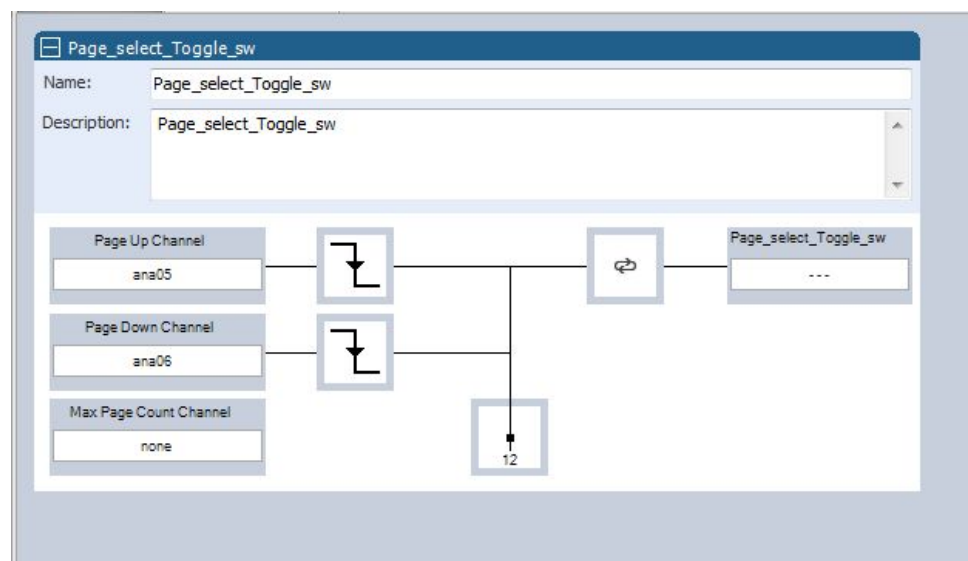 Page_select_Toggle_sw
Name: Page_select_Toggle_sw
Description: Page_select_Toggle_sw
Page Up Channel
ana05
Page_select_Toggle_sw
---
Page Down Channel
ana06
Max Page Count Channel
none
12